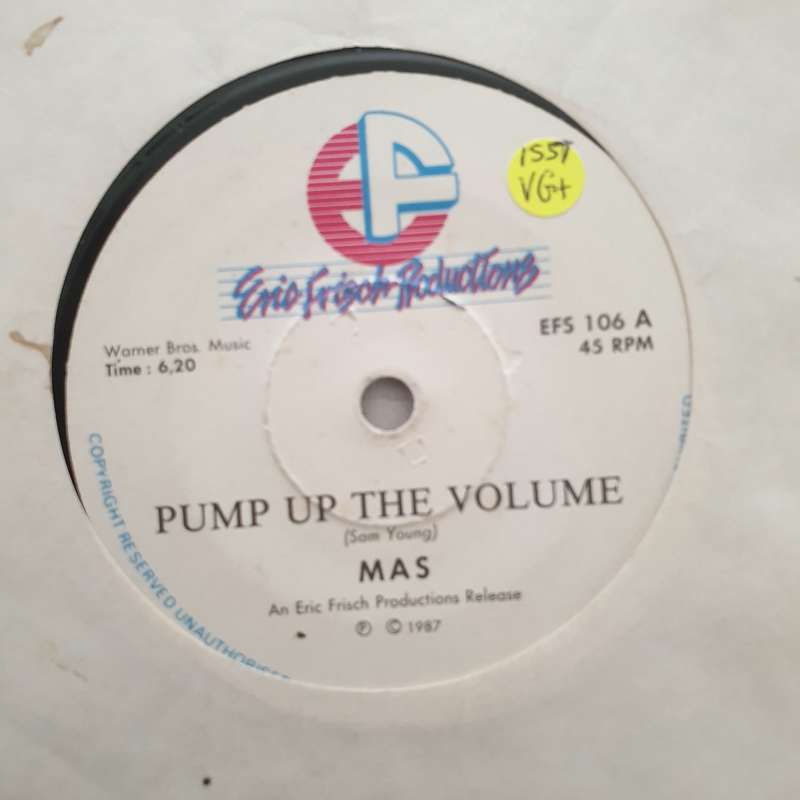 1557
VG+
Eric Frisch Productions
EFS 106 A
45 RPM
Warner Bros. Music
Time : 6,20
PUMP UP THE VOLUME
(Sam Young)
MAS
An Eric Frisch Productions Release
℗ © 1987
COPYRIGHT RESERVED UNAUTHORISED